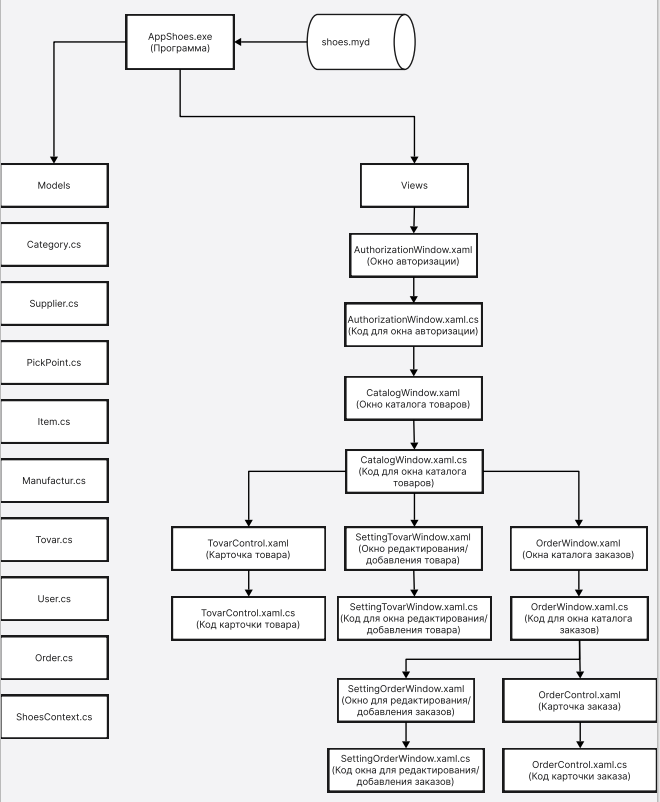 AppShoes.exe
(Программа)
shoes.myd
Models
Views
Category.cs
AuthorizationWindow.xaml
(Окно авторизации)
Supplier.cs
AuthorizationWindow.xaml.cs
(Код для окна авторизации)
PickPoint.cs
CatalogWindow.xaml
(Окно каталога товаров)
Item.cs
Manufactur.cs
CatalogWindow.xaml.cs
(Код для окна каталога
товаров)
Tovar.cs
TovarControl.xaml
(Карточка товара)
SettingTovarWindow.xaml
(Окно редактирования/
добавления товара)
OrderWindow.xaml
(Окна каталога заказов)
User.cs
TovarControl.xaml.cs
(Код карточки товара)
SettingTovarWindow.xaml.cs
(Код для окна редактирования/
добавления товара)
OrderWindow.xaml.cs
(Код для окна каталога
заказов)
Order.cs
ShoesContext.cs
SettingOrderWindow.xaml
(Окно для редактирования/
добавления заказов)
OrderControl.xaml
(Карточка заказа)
SettingOrderWindow.xaml.cs
(Код окна для редактирования/
добавления заказов)
OrderControl.xaml.cs
(Код карточки заказа)